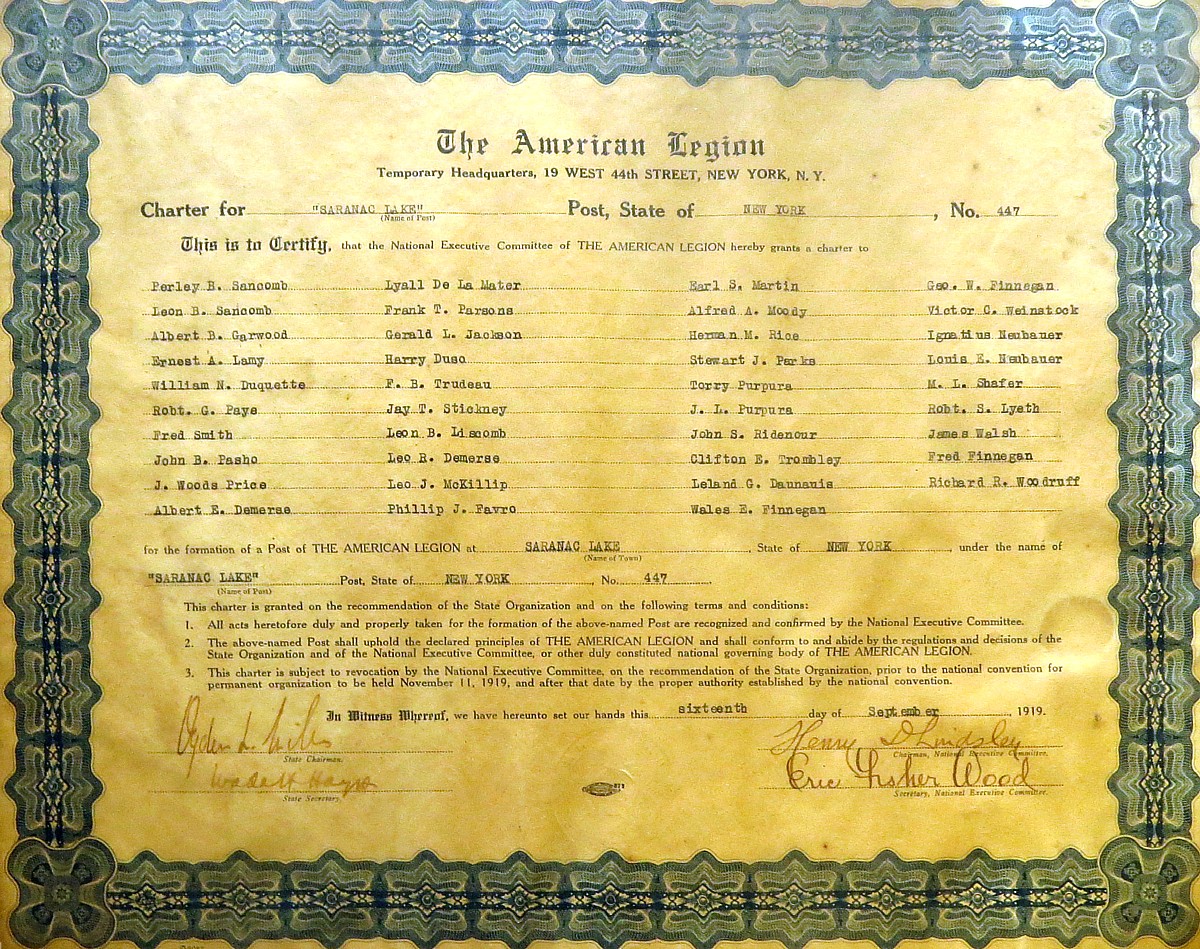 The American Legion
Temporary Headquarters, 19 WEST 44th STREET, NEW YORK, N. Y.
Charter for "SARANAC LAKE" Post, State of NEW YORK, No. 447
(Name of Post)
This is to Certify, that the National Executive Committee of THE AMERICAN LEGION hereby grants a charter to
Perley B. Sancomb Lyall De La Mater Earl S. Martin Geo. W. Finnegan
Leon B. Sancomb Frank T. Parsons Alfred A. Moody Victor C. Weinstock
Albert B. Garwood Gerald L. Jackson Herman M. Rice Ignatius Neubauer
Ernest A. Lamy Harry Duso Stewart J. Parks Louis E. Neubauer
William N. Duquette F. B. Trudeau Torry Purpura M. L. Shafer
Robt. G. Paye Jay T. Stickney J. L. Purpura Robt. S. Lyeth
Fred Smith Leon B. Liscomb John S. Ridenour James Walsh
John B. Pasho Leo R. Demerse Clifton E. Trombley Fred Finnegan
J. Woods Price Leo J. McKillip Leland G. Daunauis Richard R. Woodruff
Albert E. Demerse Phillip J. Favro Wales E. Finnegan
for the formation of a Post of THE AMERICAN LEGION at SARANAC LAKE, State of NEW YORK, under the name of
(Name of Town)
"SARANAC LAKE" Post, State of NEW YORK, No. 447
(Name of Post)
This charter is granted on the recommendation of the State Organization and on the following terms and conditions:
1. All acts heretofore duly and properly taken for the formation of the above-named Post are recognized and confirmed by the National Executive Committee.
2. The above-named Post shall uphold the declared principles of THE AMERICAN LEGION and shall conform to and abide by the regulations and decisions of the
State Organization and of the National Executive Committee, or other duly constituted national governing body of THE AMERICAN LEGION.
3. This charter is subject to revocation by the National Executive Committee, on the recommendation of the State Organization, prior to the national convention for
permanent organization to be held November 11, 1919, and after that date by the proper authority established by the national convention.
In Witness Whereof, we have hereunto set our hands this sixteenth day of September, 1919.
Ogden L. Mills Henry D Lindsley
State Chairman. Chairman, National Executive Committee.
Wade H Hayes Eric Fisher Wood
State Secretary. Secretary, National Executive Committee.